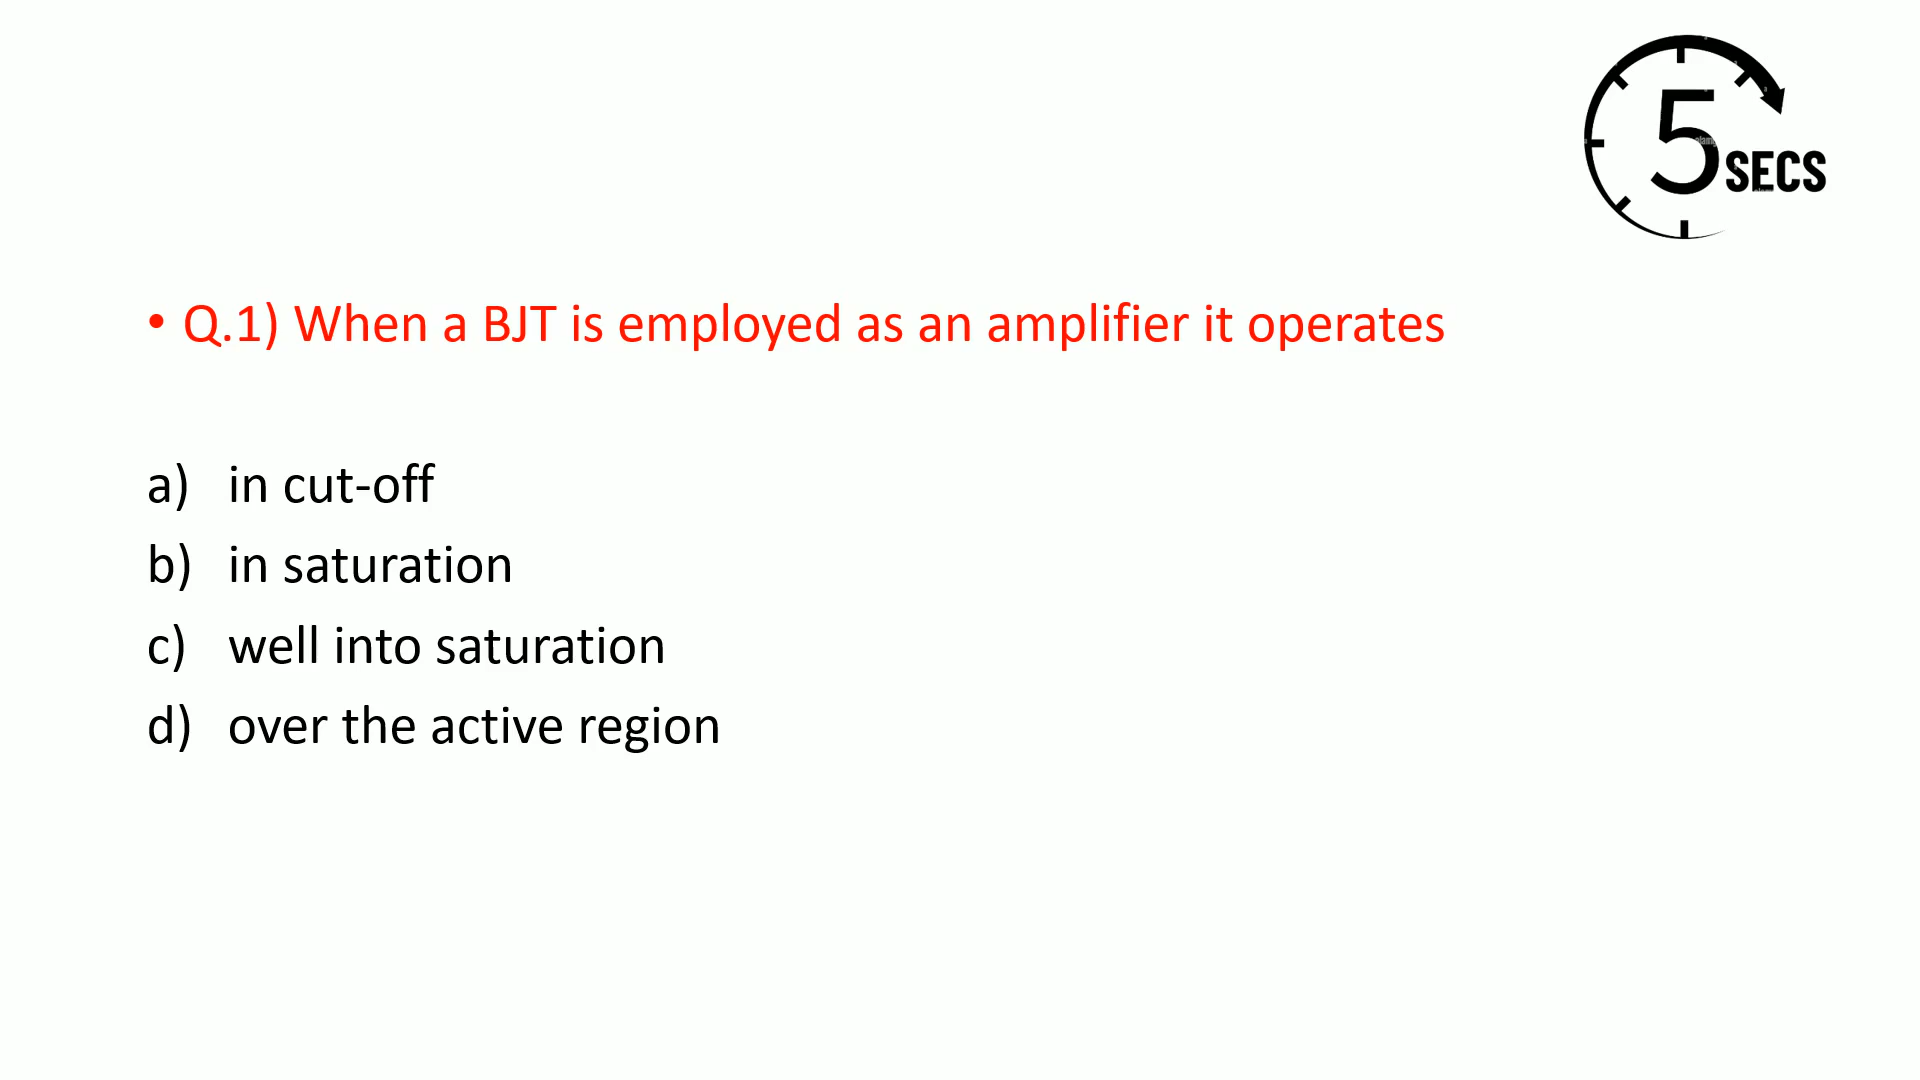 5 SECS
• Q.1) When a BJT is employed as an amplifier it operates
a) in cut-off
b) in saturation
c) well into saturation
d) over the active region